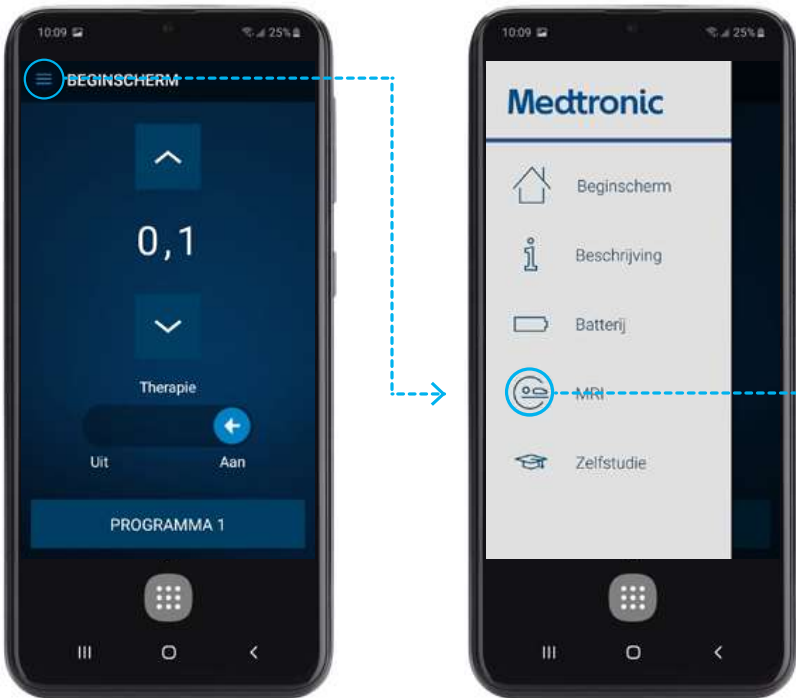 10:09 25%
BEGINSCHERM
0,1
Therapie
Uit Aan
PROGRAMMA 1
10:09 25%
Medtronic
Beginscherm
Beschrijving
Batterij
MRI
Zelfstudie